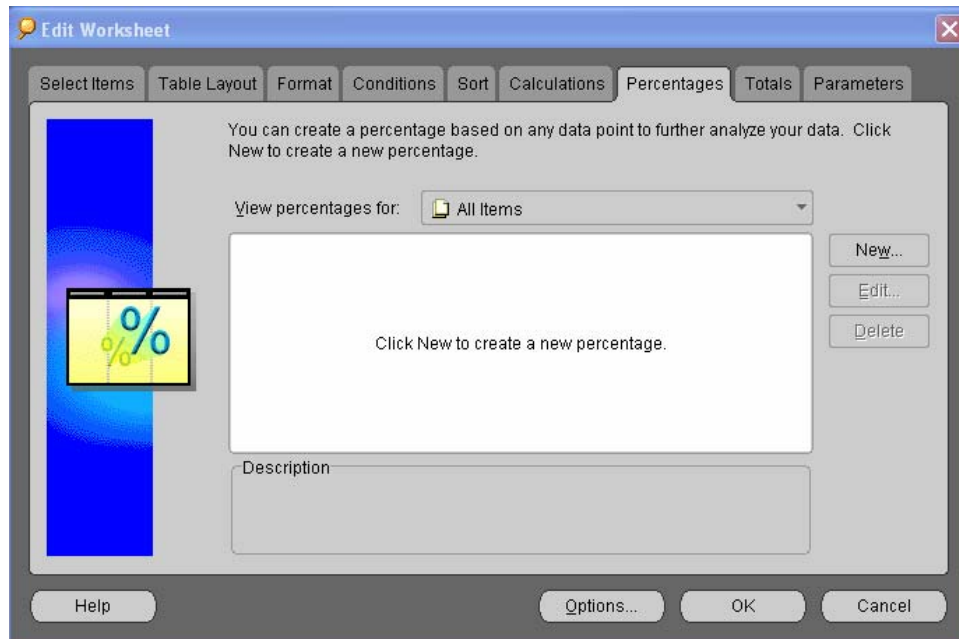 Edit Worksheet
Select Items Table Layout Format Conditions Sort Calculations Percentages Totals Parameters
You can create a percentage based on any data point to further analyze your data. Click
New to create a new percentage.
View percentages for: All Items
New...
Edit...
Delete
%
%
Click New to create a new percentage.
Description
Help Options... OK Cancel